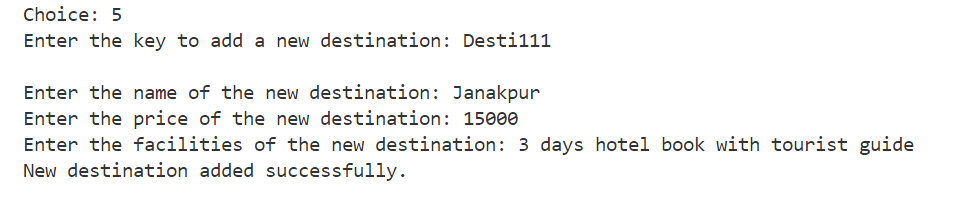 Choice: 5
Enter the key to add a new destination: Desti111
Enter the name of the new destination: Janakpur
Enter the price of the new destination: 15000
Enter the facilities of the new destination: 3 days hotel book with tourist guide
New destination added successfully.